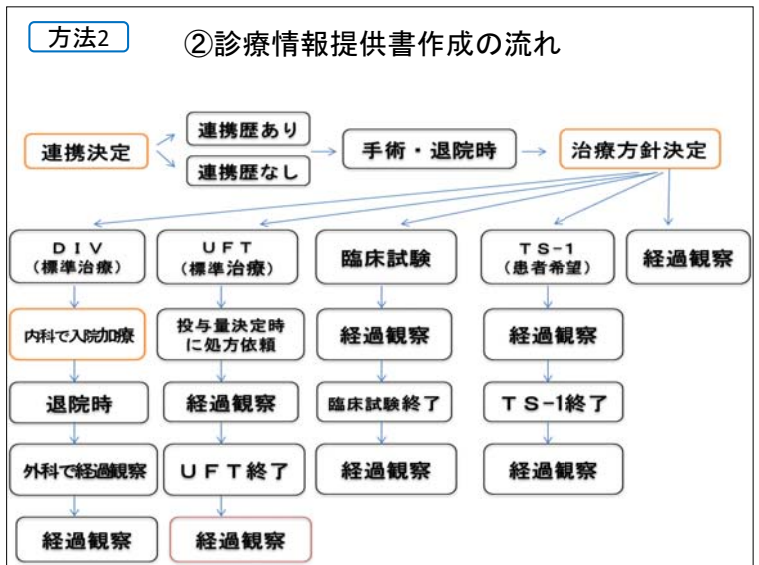 方法2
②診療情報提供書作成の流れ
連携決定
連携歴あり
連携歴なし
手術・退院時
治療方針決定
ＤＩＶ
(標準治療)
ＵＦＴ
(標準治療)
臨床試験
ＴＳ-1
(患者希望)
経過観察
内科で入院加療
投与量決定時
に処方依頼
経過観察
経過観察
退院時
経過観察
臨床試験終了
ＴＳ-1終了
外科で経過観察
ＵＦＴ終了
経過観察
経過観察
経過観察
経過観察